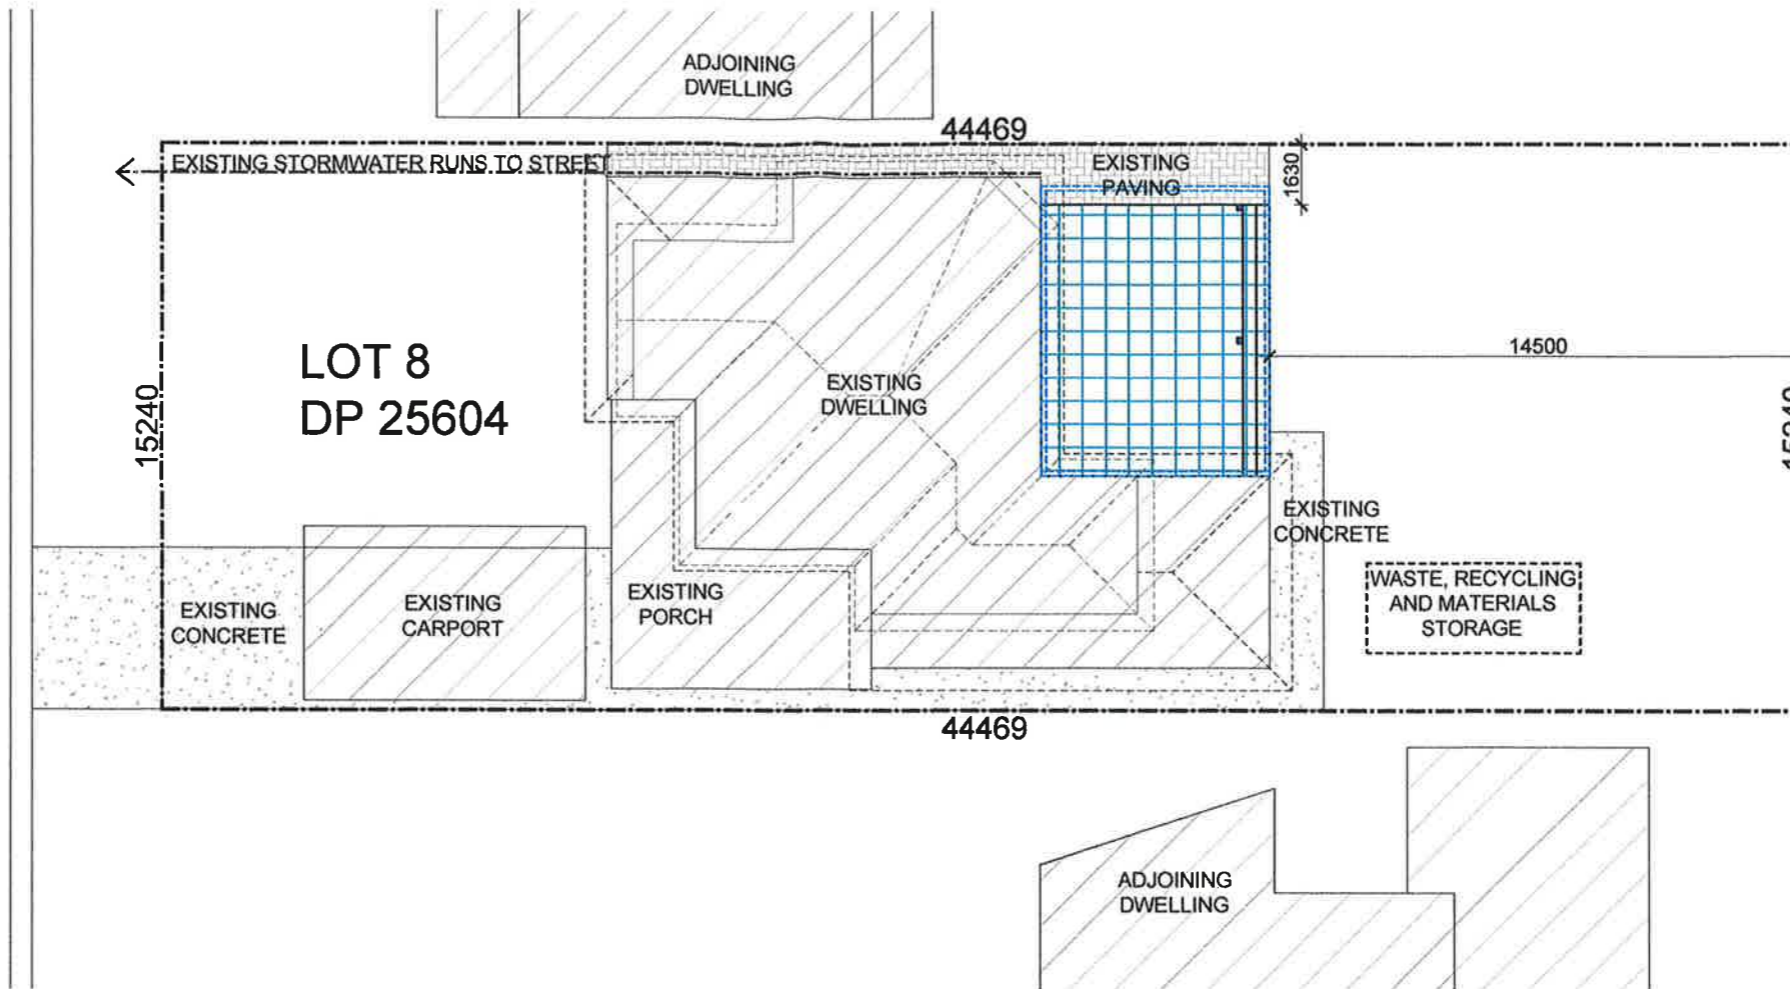 ADJOINING
DWELLING
44469
EXISTING STORMWATER RUNS TO STREET
EXISTING
PAVING
1630
14500
LOT 8
DP 25604
15240
EXISTING
DWELLING
15240
EXISTING
CONCRETE
EXISTING
CONCRETE
EXISTING
CARPORT
EXISTING
PORCH
WASTE, RECYCLING
AND MATERIALS
STORAGE
44469
ADJOINING
DWELLING